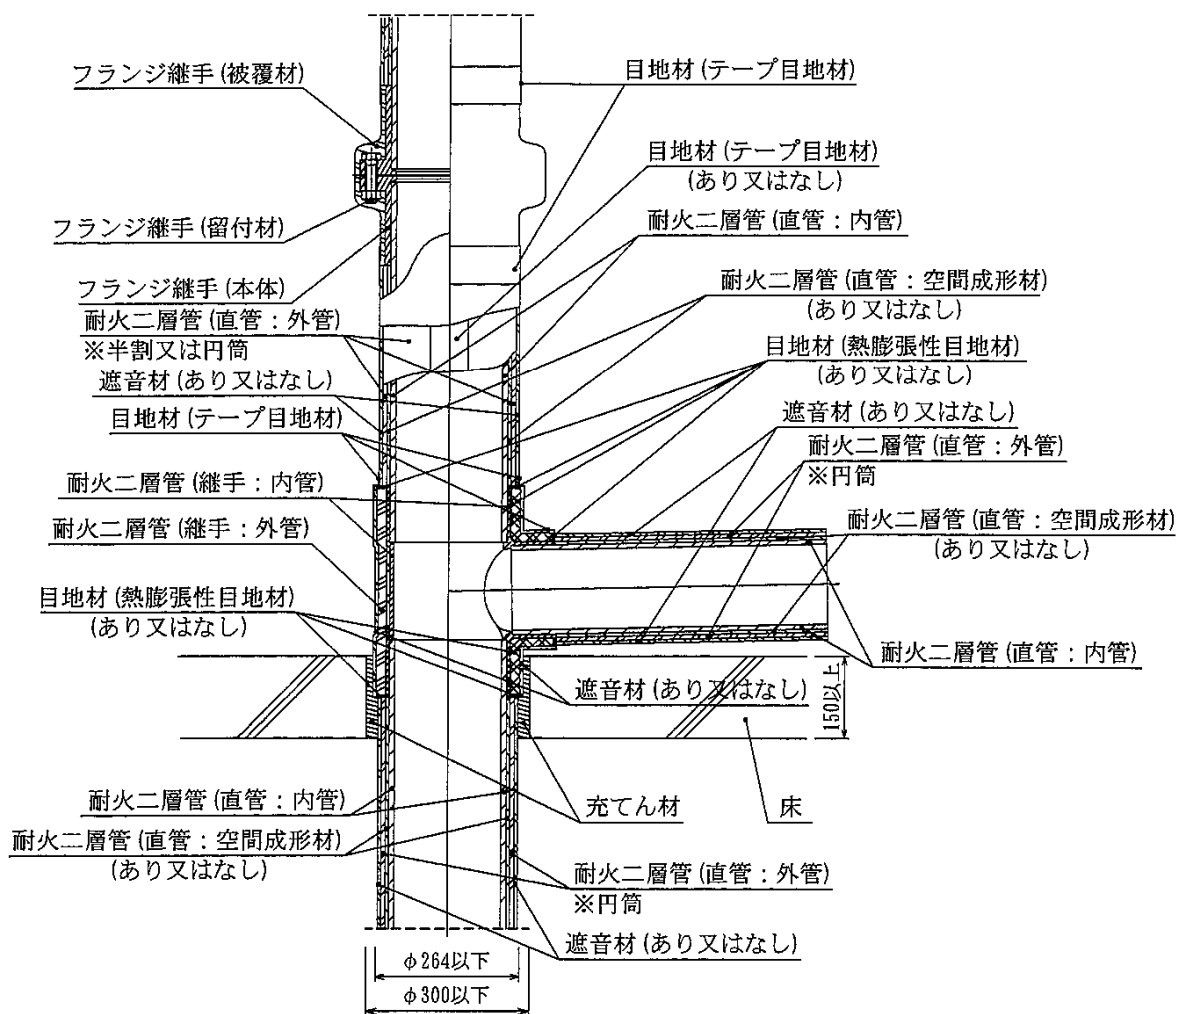 フランジ継手(被覆材)
目地材(テープ目地材)
目地材(テープ目地材)
(あり又はなし)
フランジ継手(留付材)
耐火二層管(直管:内管)
フランジ継手(本体)
耐火二層管(直管:空間成形材)
(あり又はなし)
耐火二層管(直管:外管)
※半割又は円筒
目地材(熱膨張性目地材)
(あり又はなし)
遮音材(あり又はなし)
目地材(テープ目地材)
遮音材(あり又はなし)
耐火二層管(直管:外管)
※円筒
耐火二層管(継手:内管)
耐火二層管(継手:外管)
耐火二層管(直管:空間成形材)
(あり又はなし)
目地材(熱膨張性目地材)
(あり又はなし)
耐火二層管(直管:内管)
遮音材(あり又はなし)
150以上
耐火二層管(直管:内管)
充てん材
床
耐火二層管(直管:空間成形材)
(あり又はなし)
耐火二層管(直管:外管)
※円筒
遮音材(あり又はなし)
φ264以下
φ300以下